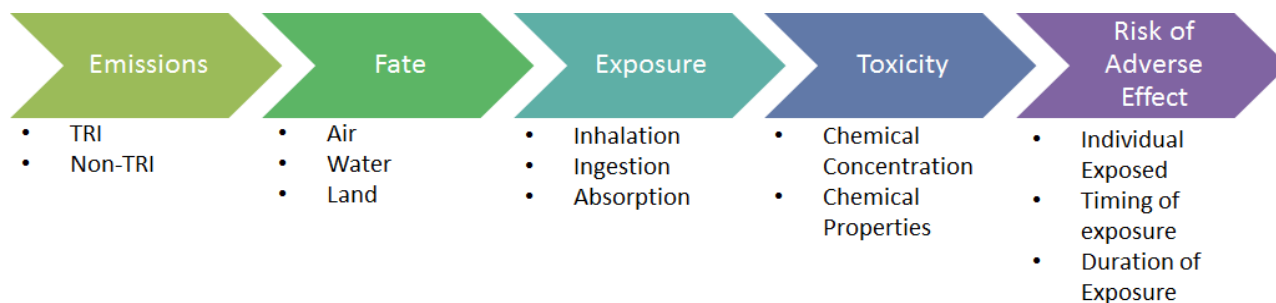 Emissions
• TRI
• Non-TRI
Fate
• Air
• Water
• Land
Exposure
• Inhalation
• Ingestion
• Absorption
Toxicity
• Chemical
Concentration
• Chemical
Properties
Risk of
Adverse
Effect
• Individual
Exposed
• Timing of
exposure
• Duration of
Exposure